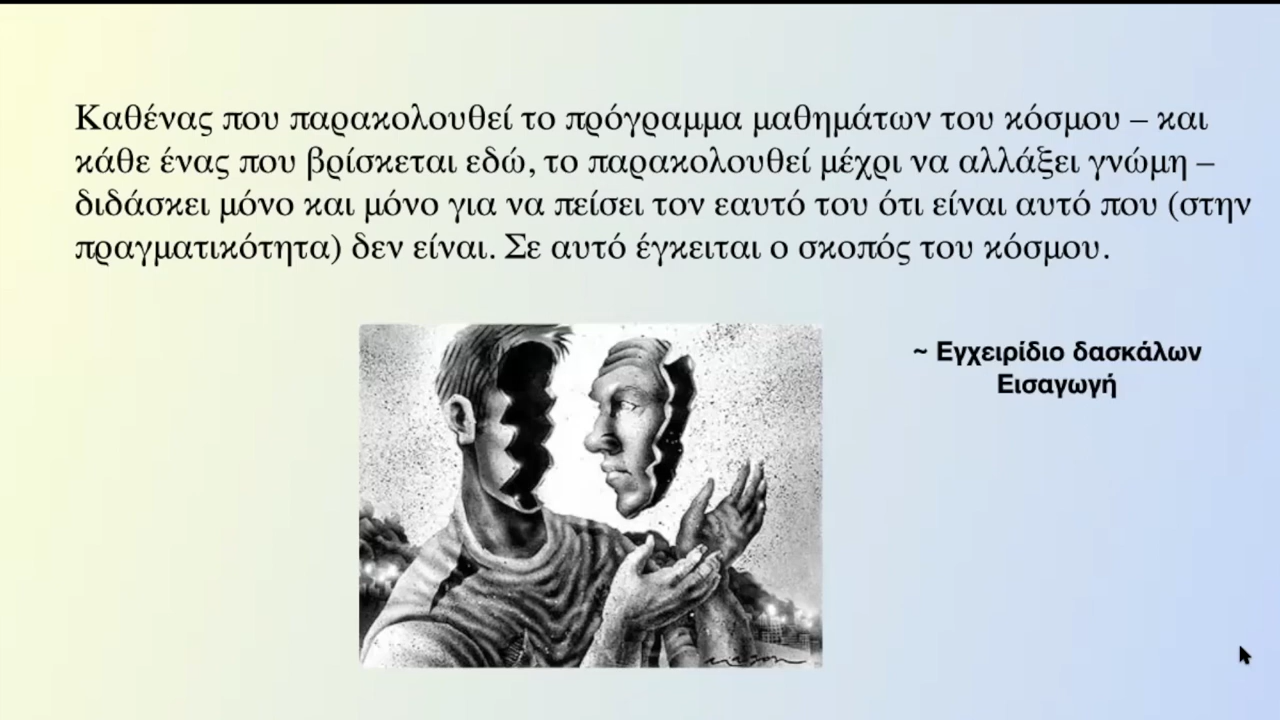 Καθένας που παρακολουθεί το πρόγραμμα μαθημάτων του κόσμου – και
κάθε ένας που βρίσκεται εδώ, το παρακολουθεί μέχρι να αλλάξει γνώμη –
διδάσκει μόνο και μόνο για να πείσει τον εαυτό του ότι είναι αυτό που (στην
πραγματικότητα) δεν είναι. Σε αυτό έγκειται ο σκοπός του κόσμου.
~ Εγχειρίδιο δασκάλων
Εισαγωγή